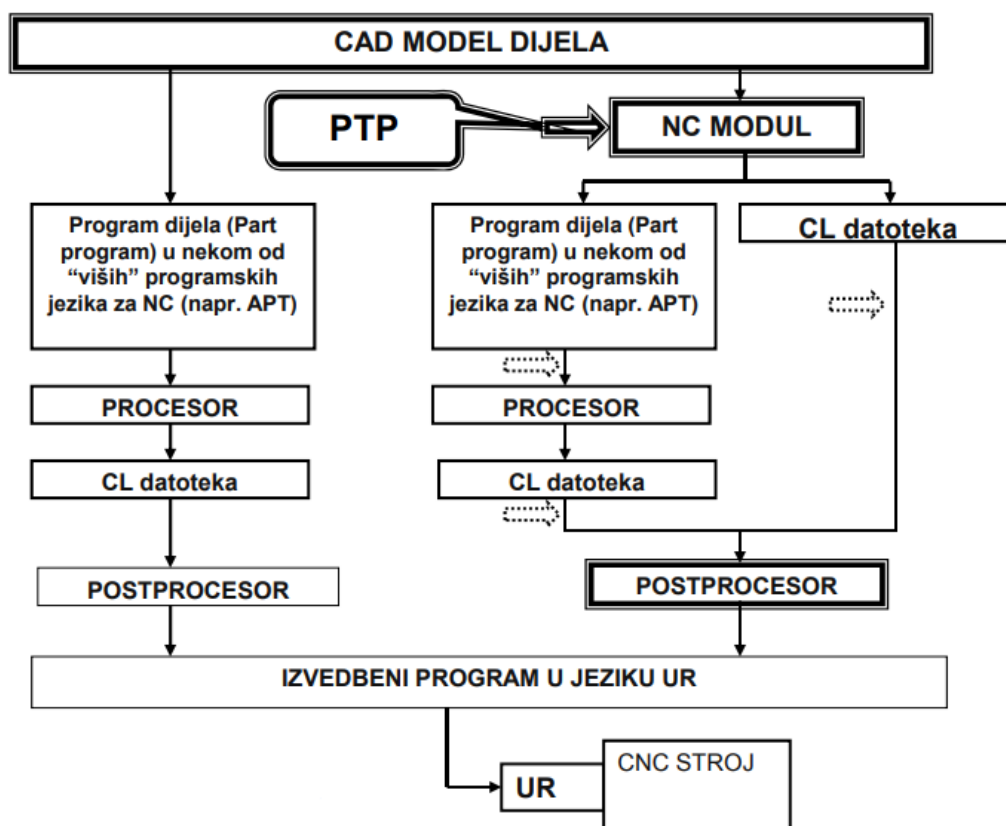 CAD MODEL DIJELA
PTP
NC MODUL
Program dijela (Part
program) u nekom od
“viših” programskih
jezika za NC (napr. APT)
Program dijela (Part
program) u nekom od
“viših” programskih
jezika za NC (napr. APT)
CL datoteka
PROCESOR
PROCESOR
CL datoteka
CL datoteka
POSTPROCESOR
POSTPROCESOR
IZVEDBENI PROGRAM U JEZIKU UR
UR
CNC STROJ